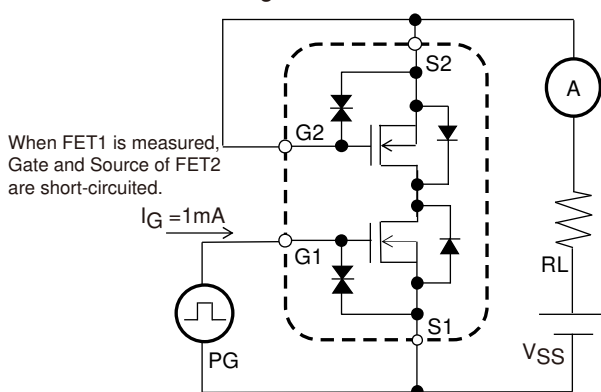 S2
A
G2
When FET1 is measured,
Gate and Source of FET2
are short-circuited.
IG =1mA
G1
RL
S1
VSS
PG